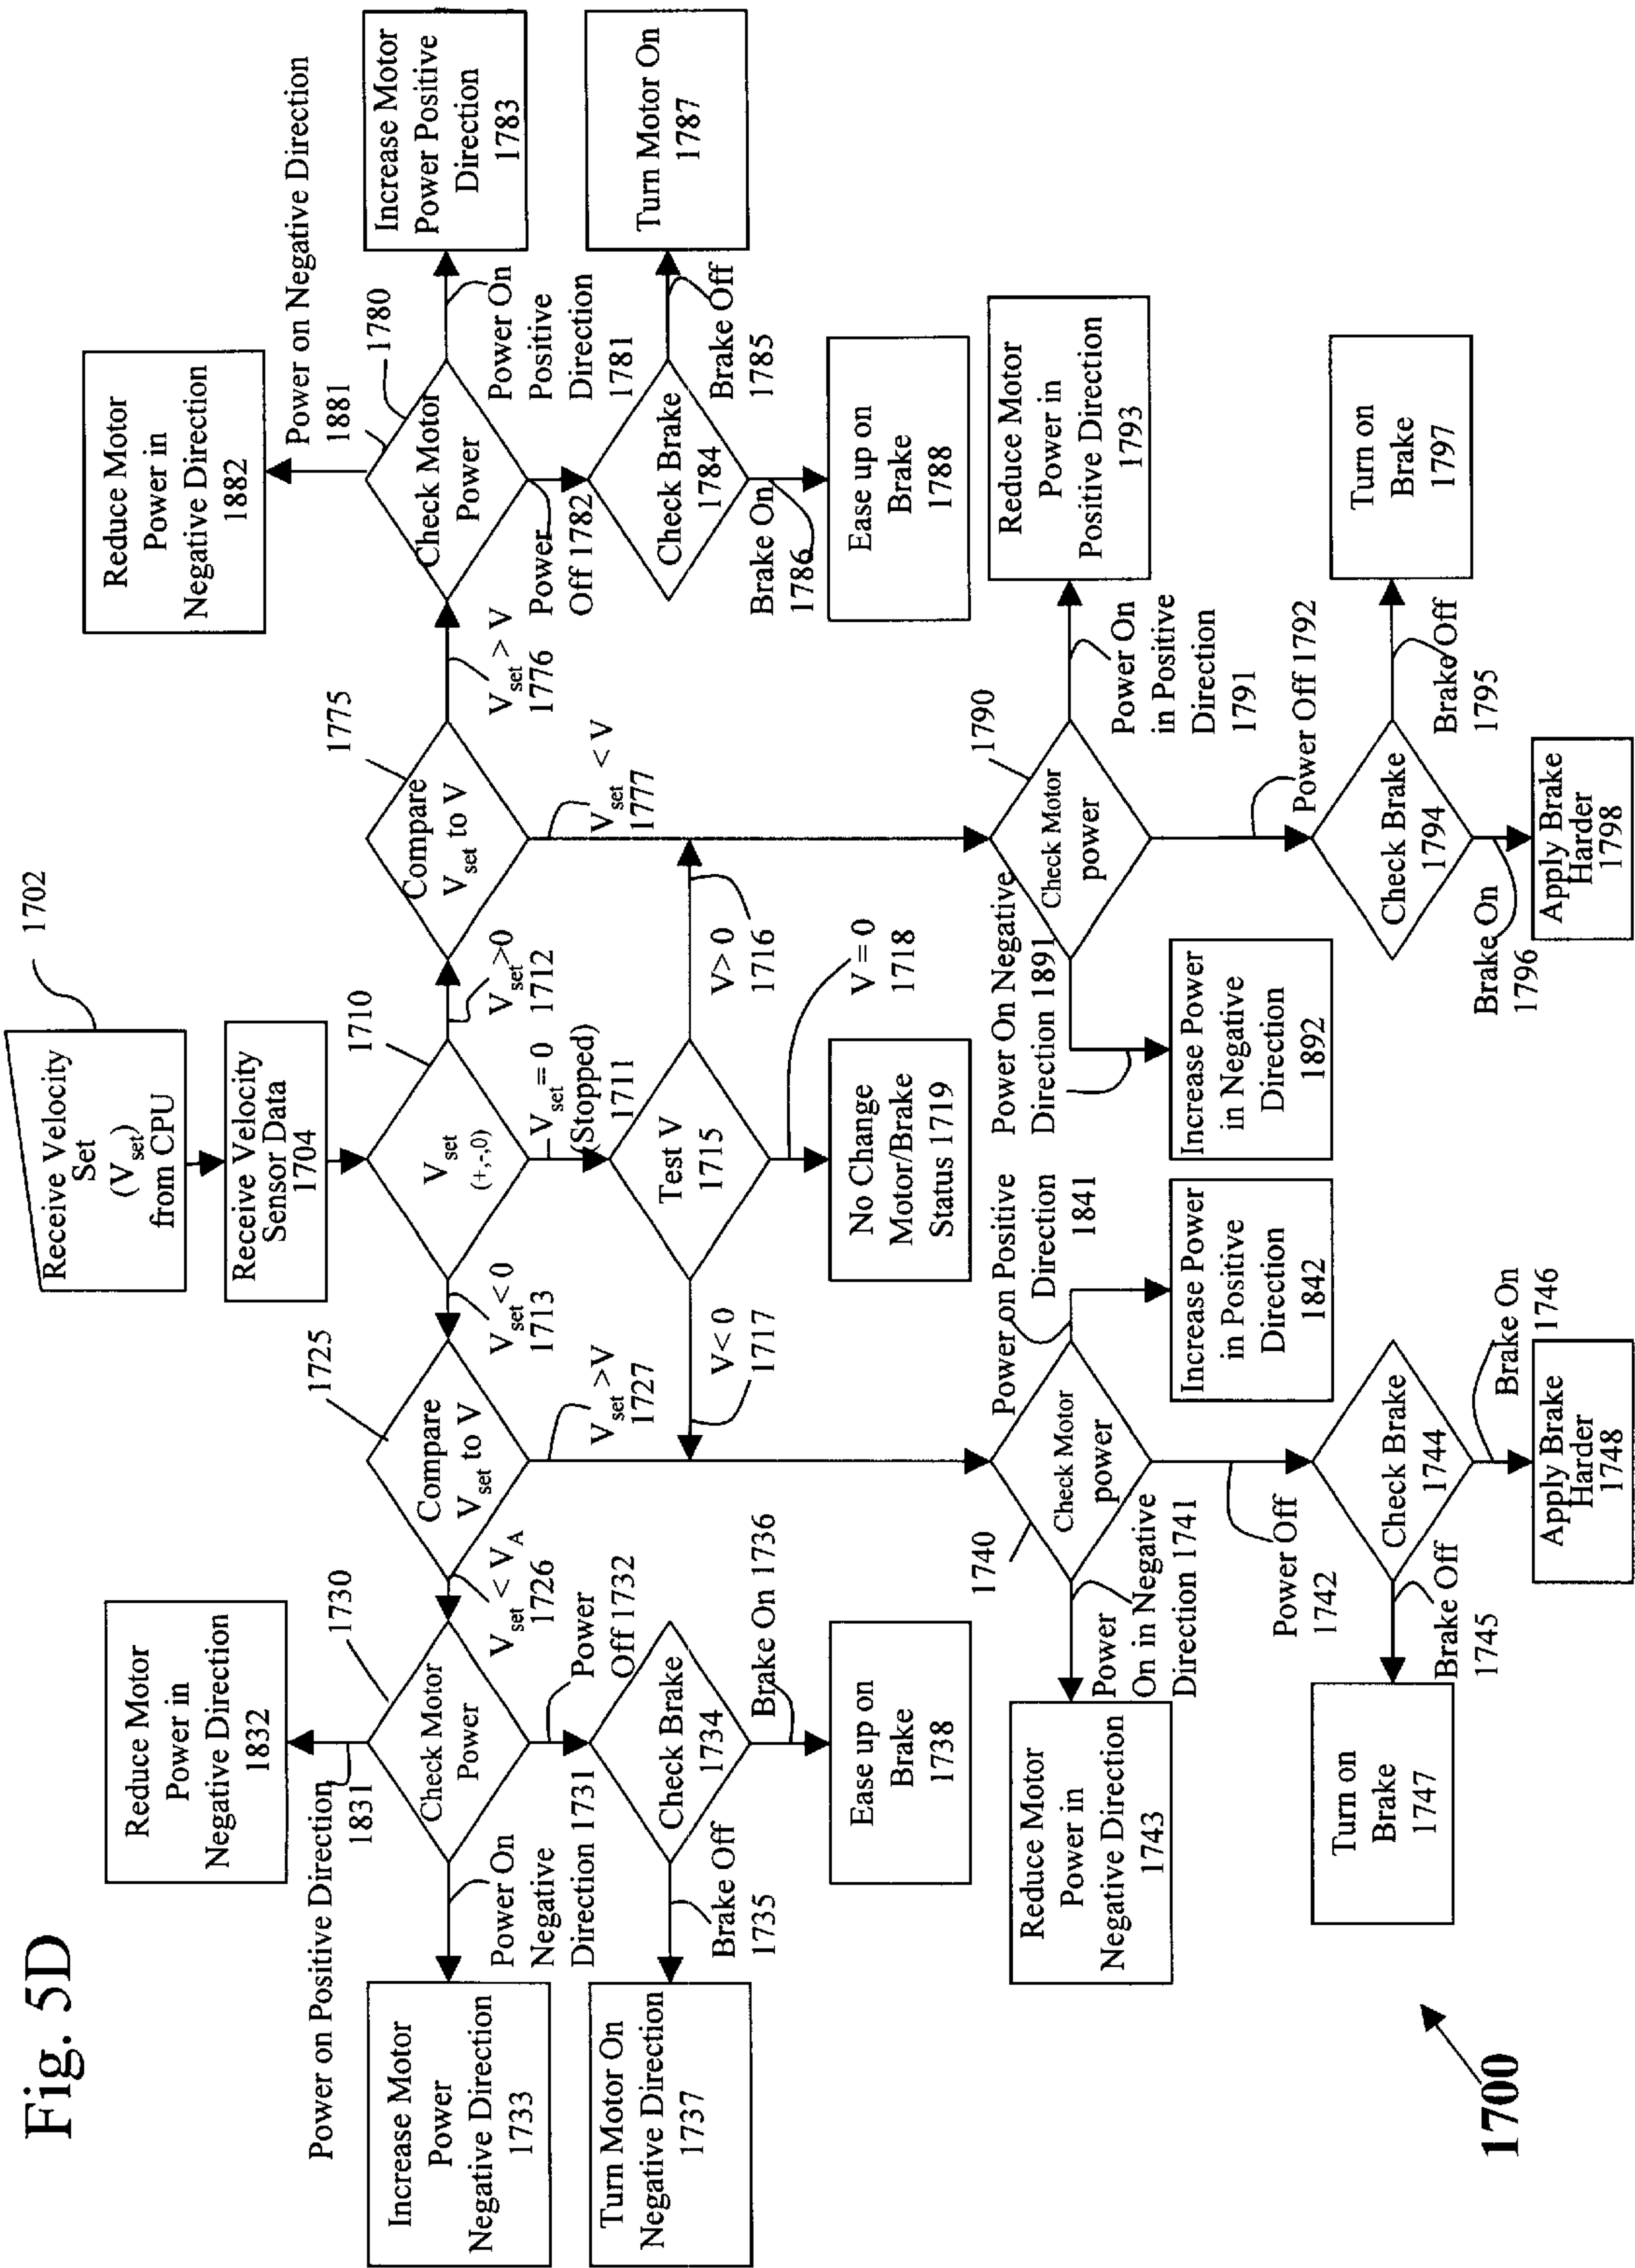 Fig. 5D
Receive Velocity
Set
(Vset)
from CPU
1702
Receive Velocity
Sensor Data
1704
Vset
(+,-,0)
1710
Vset < 0
1713
Vset = 0
(Stopped)
1711
Vset>0
1712
Compare
Vset to V
1725
Compare
Vset to V
1775
Test V
1715
V< 0
1717
V> 0
1716
V = 0
1718
No Change
Motor/Brake
Status 1719
Vset < VA
1726
Vset >V
1727
Vset > V
1776
Vset < V
1777
Check Motor
Power
1730
Power on Positive Direction
1831
Reduce Motor
Power in
Negative Direction
1832
Power On
Negative
Direction 1731
Increase Motor
Power
Negative Direction
1733
Power
Off 1732
Check Brake
1734
Brake Off
1735
Turn Motor On
Negative Direction
1737
Brake On 1736
Ease up on
Brake
1738
Check Motor
power
1740
Power
On in Negative
Direction 1741
Reduce Motor
Power in
Negative Direction
1743
Power on Positive
Direction 1841
Increase Power
in Positive
Direction
1842
Power Off
1742
Check Brake
1744
Brake Off
1745
Turn on
Brake
1747
Brake On
1746
Apply Brake
Harder
1748
Check Motor
Power
1780
Power on Negative Direction
1881
Reduce Motor
Power in
Negative Direction
1882
Power On
Positive
Direction
1781
Increase Motor
Power Positive
Direction
1783
Power
Off 1782
Check Brake
1784
Brake Off
1785
Turn Motor On
1787
Brake On
1786
Ease up on
Brake
1788
Check Motor
power
1790
Power On in Positive
Direction
1791
Reduce Motor
Power in
Positive Direction
1793
Power On Negative
Direction 1891
Increase Power
in Negative
Direction
1892
Power Off 1792
Check Brake
1794
Brake Off
1795
Turn on
Brake
1797
Brake On
1796
Apply Brake
Harder
1798
1700